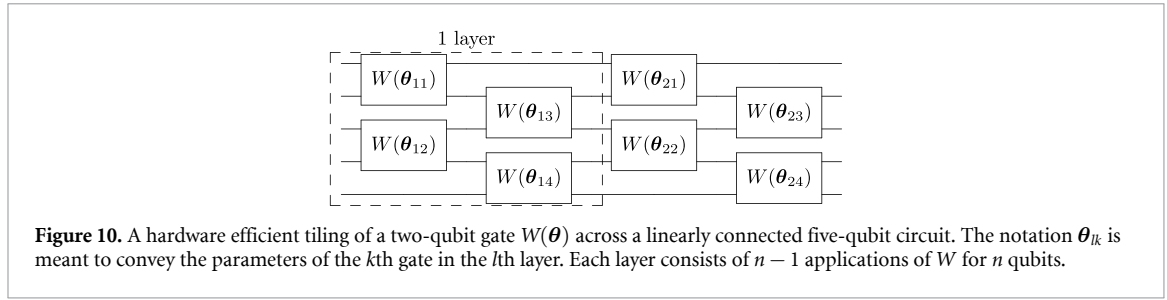 1 layer
W(θ₁₁) W(θ₂₁)
W(θ₁₃) W(θ₂₃)
W(θ₁₂) W(θ₂₂)
W(θ₁₄) W(θ₂₄)
Figure 10. A hardware efficient tiling of a two-qubit gate W(θ) across a linearly connected five-qubit circuit. The notation θₗₖ is
meant to convey the parameters of the kth gate in the lth layer. Each layer consists of n − 1 applications of W for n qubits.